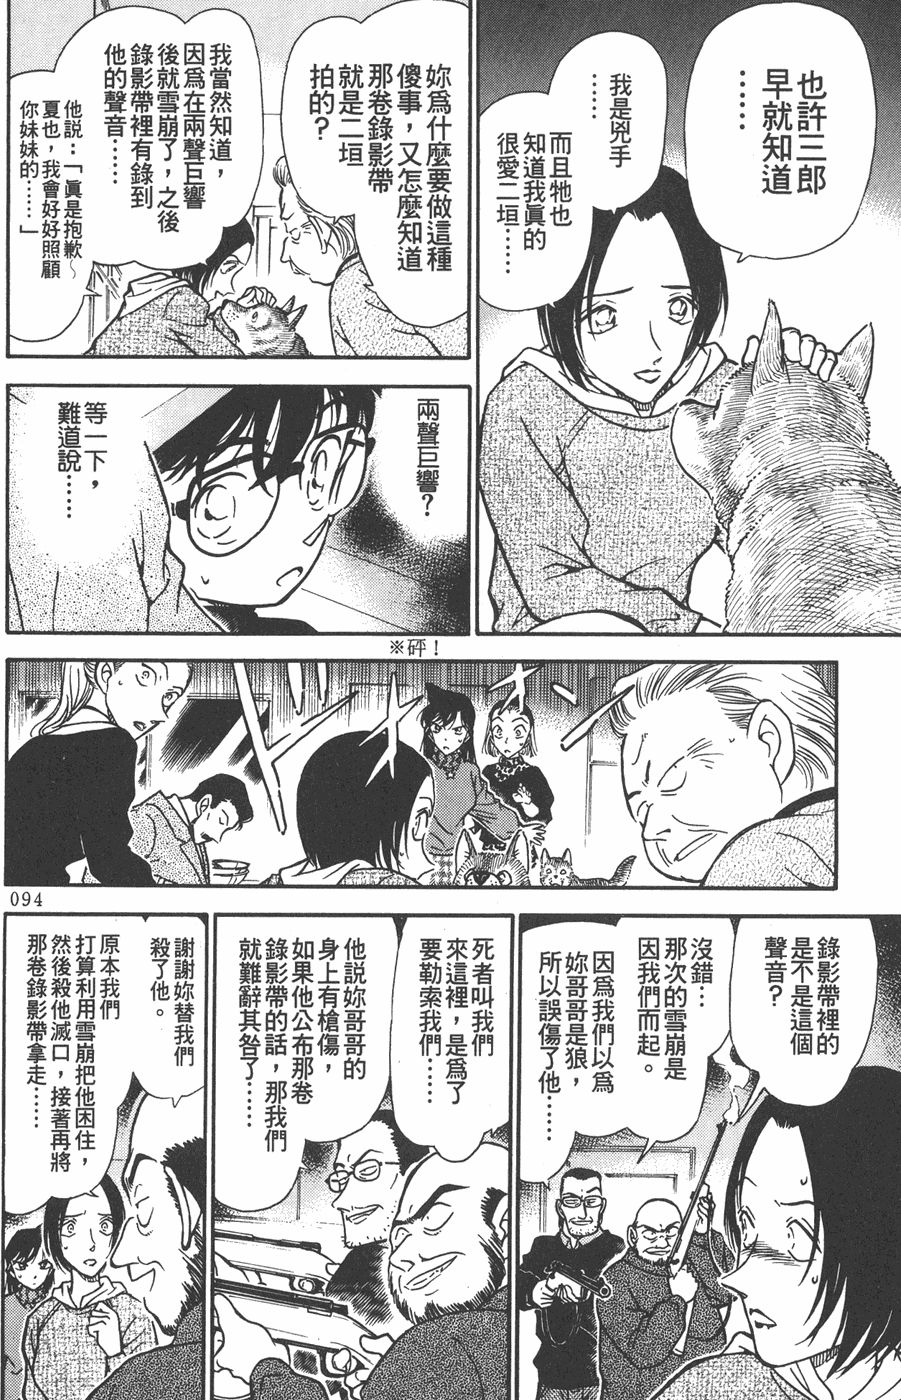 也許三郎
早就知道
……
我是兇手
……
而且牠也
知道我真的
很愛二垣……
妳爲什麼要做這種
傻事，又怎麼知道
那卷錄影帶
就是二垣
拍的？
我當然知道，
因爲在兩聲巨響
後就雪崩了，之後
錄影帶裡有錄到
他的聲音……
他說：「眞是抱歉～
夏也，我會好好照顧
你妹妹的……」
兩聲巨響？
等一下，
難道說……
※砰！
094
錄影帶裡的
是不是這個
聲音？
沒錯…
那次的雪崩是
因我們而起。
因為我們以為
妳哥哥是狼，
所以誤傷了他……
死者叫我們
來這裡，是爲了
要勒索我們……
他說妳哥哥的
身上有槍傷，
如果他公布那卷
錄影帶的話，那我們
就難辭其咎了……
謝謝妳替我們
殺了他。
原本我們
打算利用雪崩把他困住，
然後殺他滅口，接著再將
那卷錄影帶拿走……